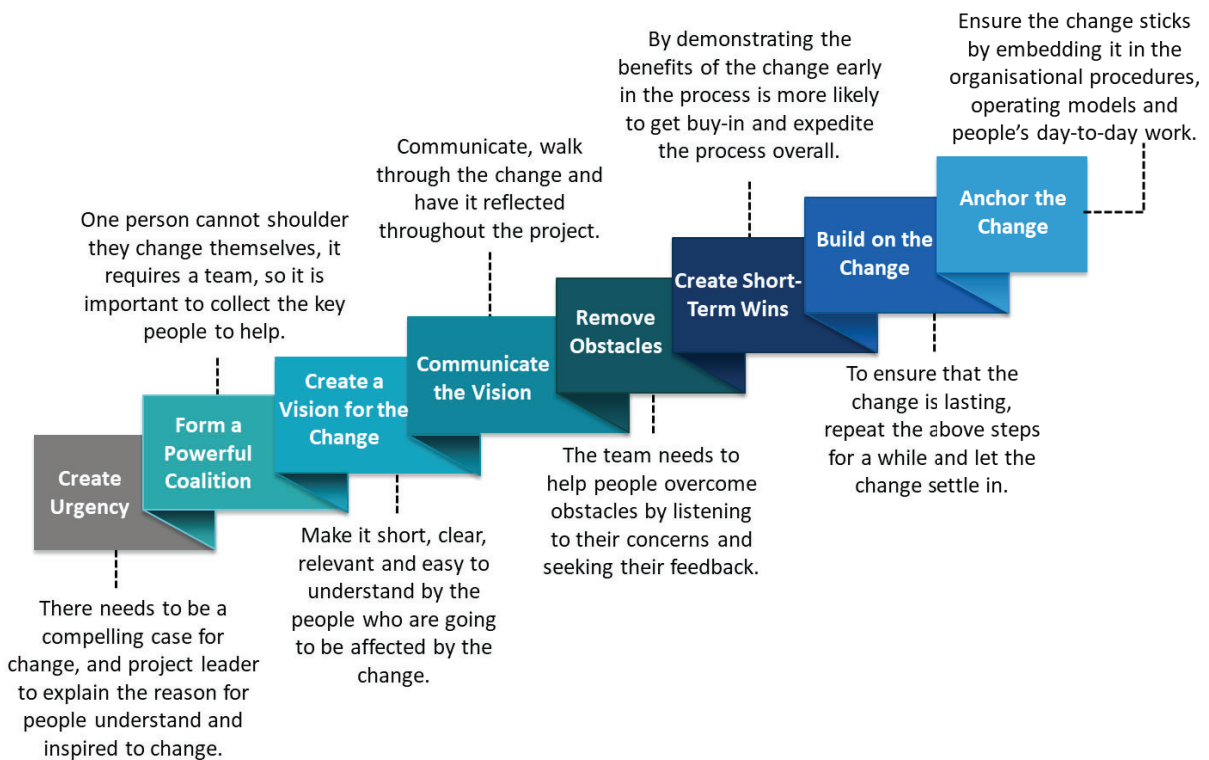 Create
Urgency
There needs to be a
compelling case for
change, and project leader
to explain the reason for
people understand and
inspired to change.
One person cannot shoulder
they change themselves, it
requires a team, so it is
important to collect the key
people to help.
Form a
Powerful
Coalition
Create a
Vision for the
Change
Make it short, clear,
relevant and easy to
understand by the
people who are going
to be affected by the
change.
Communicate, walk
through the change and
have it reflected
throughout the project.
Communicate
the Vision
Remove
Obstacles
The team needs to
help people overcome
obstacles by listening
to their concerns and
seeking their feedback.
By demonstrating the
benefits of the change early
in the process is more likely
to get buy-in and expedite
the process overall.
Create Short-
Term Wins
Build on the
Change
To ensure that the
change is lasting,
repeat the above steps
for a while and let the
change settle in.
Ensure the change sticks
by embedding it in the
organisational procedures,
operating models and
people's day-to-day work.
Anchor the
Change